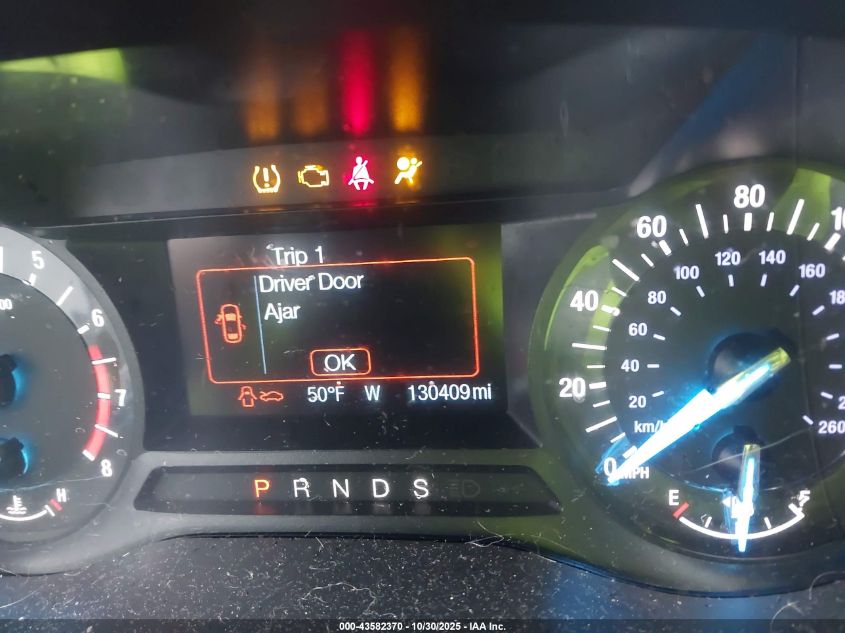 Trip 1
Driver Door
Ajar
OK
50°F W 130409 mi
P R N D S
5
6
7
8
H
0 20 40 60 80
20 40 60 80 100 120 140 160
260
km/
MPH
E F
000-43582370 - 10/30/2025 - IAA Inc.